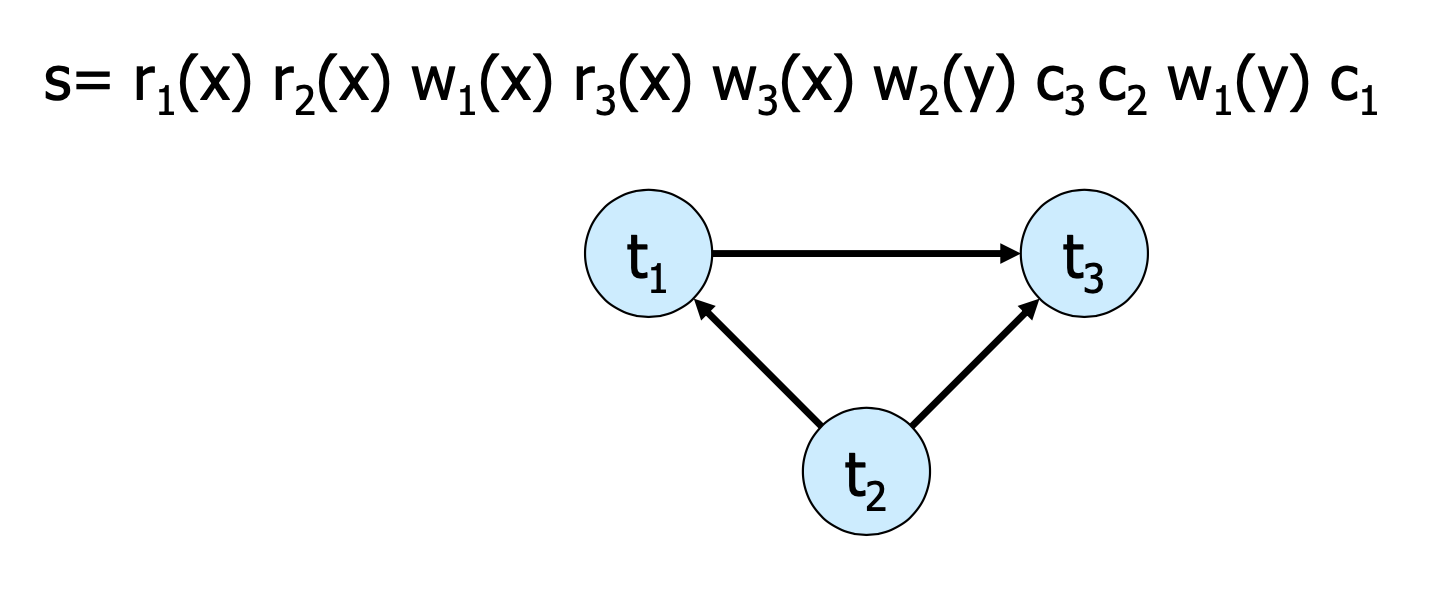 s= r₁(x) r₂(x) w₁(x) r₃(x) w₃(x) w₂(y) c₃ c₂ w₁(y) c₁
t₁
t₃
t₂